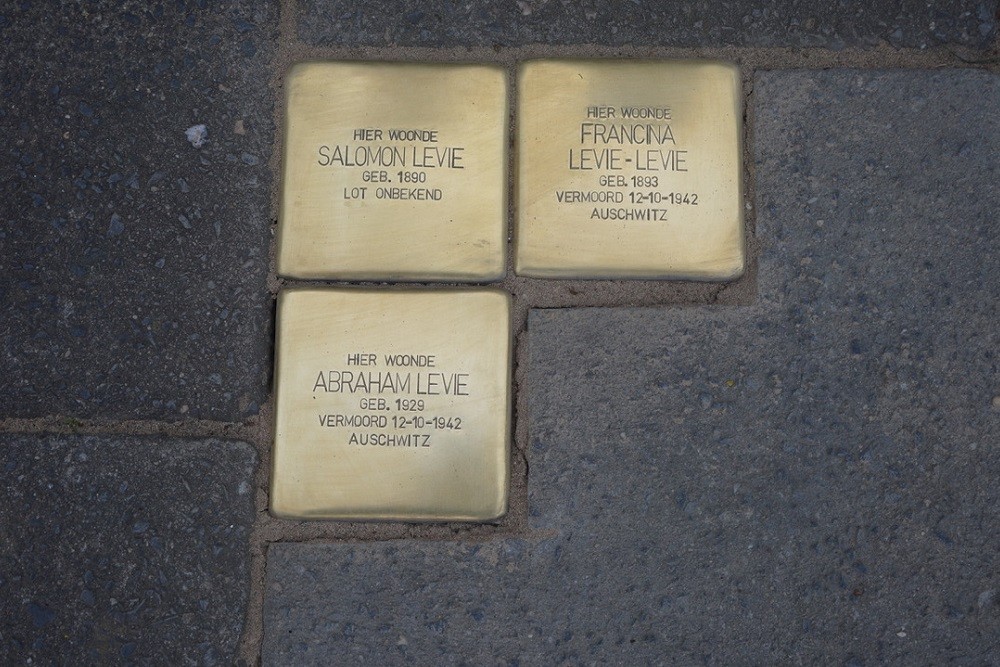 HIER WOONDE
SALOMON LEVIE
GEB. 1890
LOT ONBEKEND
HIER WOONDE
FRANCINA
LEVIE-LEVIE
GEB. 1893
VERMOORD 12-10-1942
AUSCHWITZ
HIER WOONDE
ABRAHAM LEVIE
GEB. 1929
VERMOORD 12-10-1942
AUSCHWITZ